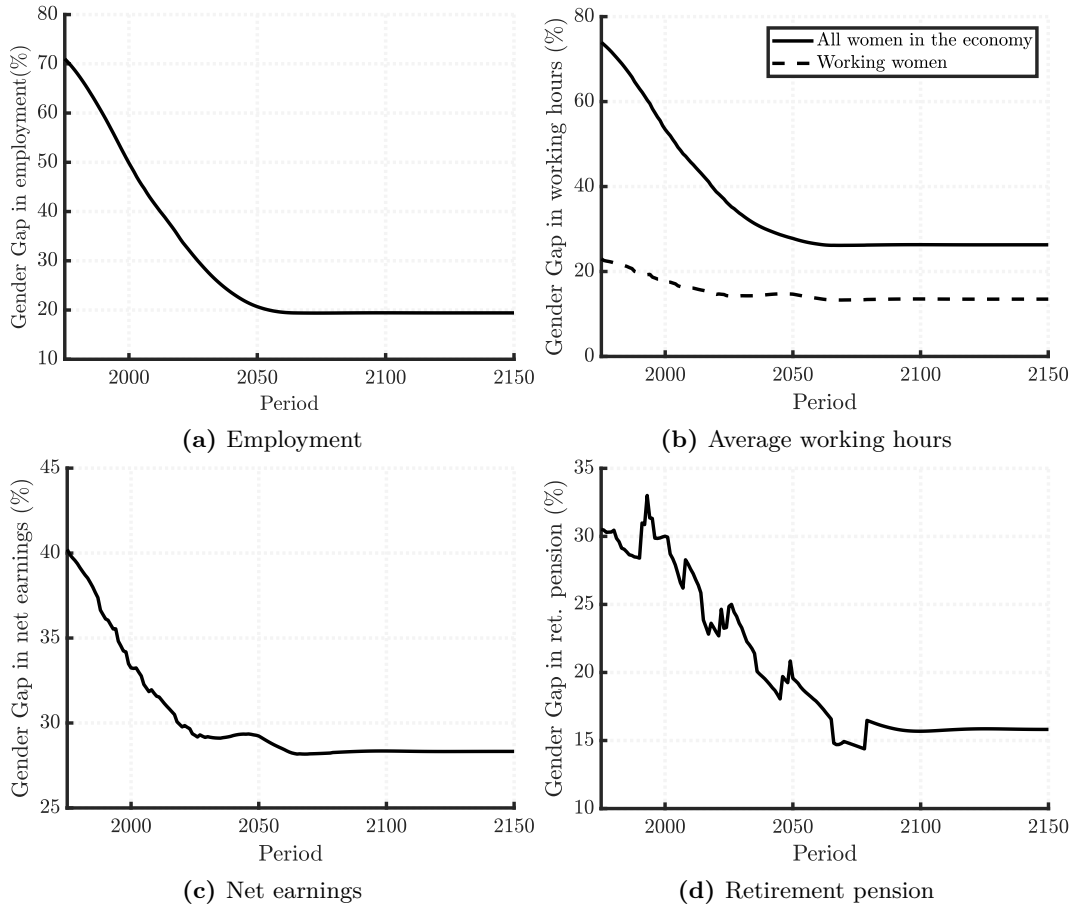 Gender Gap in employment(%)
80
70
60
50
40
30
20
10
2000
2050
2100
2150
Period
(a) Employment
Gender Gap in working hours (%)
80
60
40
20
0
All women in the economy
Working women
2000
2050
2100
2150
Period
(b) Average working hours
Gender Gap in net earnings (%)
45
40
35
30
25
2000
2050
2100
2150
Period
(c) Net earnings
Gender Gap in ret. pension (%)
35
30
25
20
15
10
2000
2050
2100
2150
Period
(d) Retirement pension